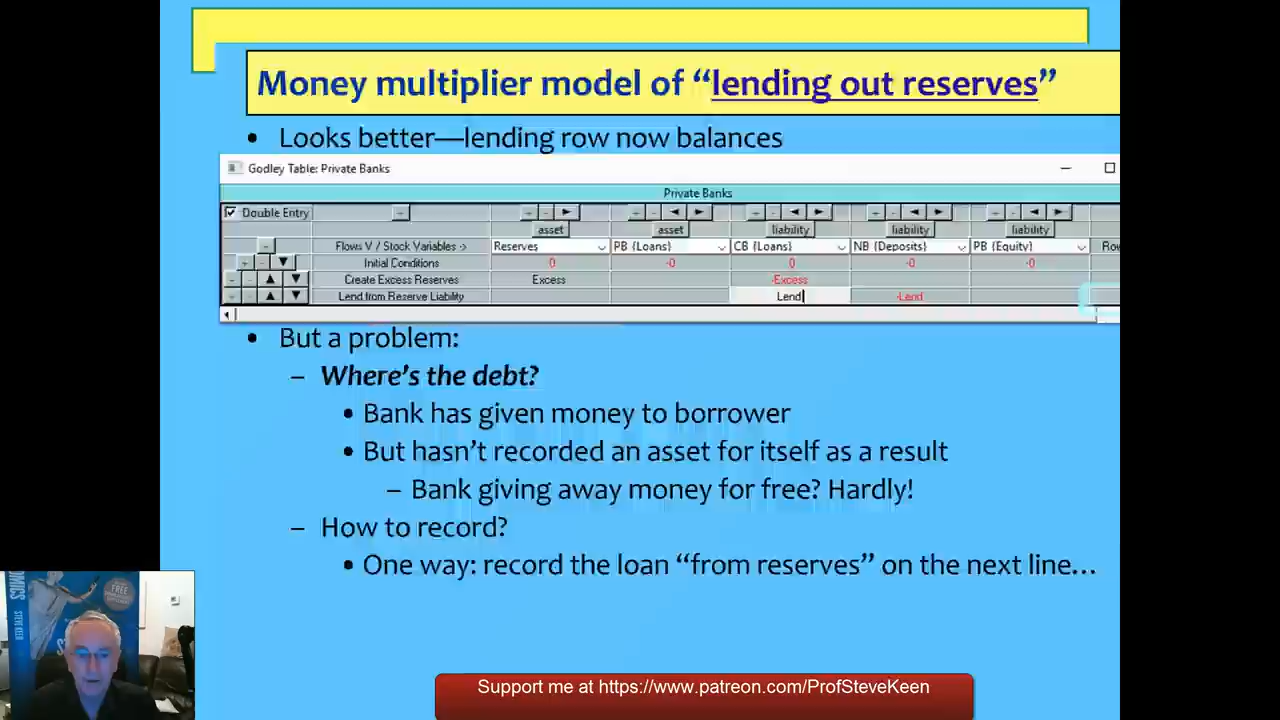 Money multiplier model of “lending out reserves”
• Looks better—lending row now balances
Godley Table: Private Banks
Private Banks
Double Entry
asset asset liability liability liability
Flows V / Stock Variables -> Reserves PB {Loans} CB {Loans} NB {Deposits} PB {Equity} Row
Initial Conditions 0 -0 0 -0 -0
Create Excess Reserves Excess -Excess
Lend from Reserve Liability Lend -Lend
• But a problem:
– Where’s the debt?
• Bank has given money to borrower
• But hasn’t recorded an asset for itself as a result
– Bank giving away money for free? Hardly!
– How to record?
• One way: record the loan “from reserves” on the next line…
STEVE KEEN
FREE
Support me at https://www.patreon.com/ProfSteveKeen